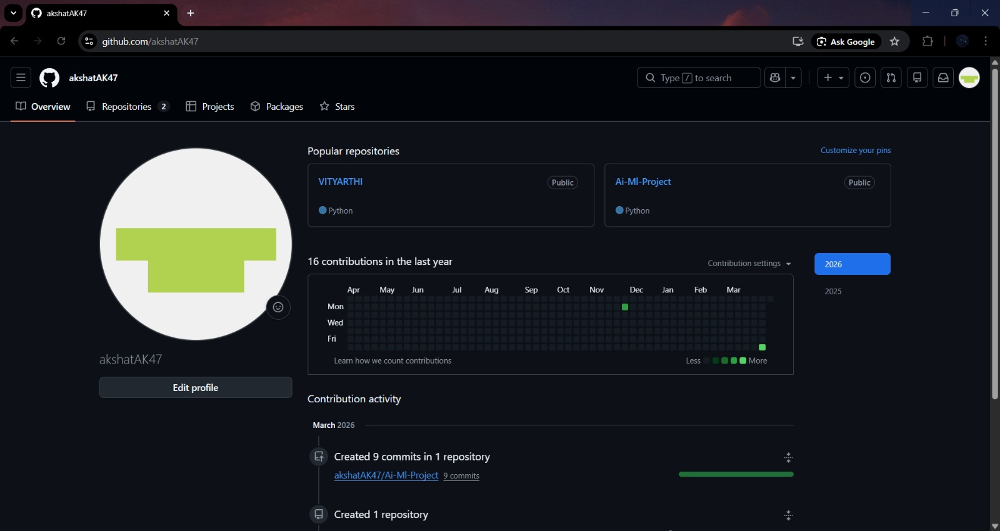 akshatAK47
github.com/akshatAK47
Ask Google
akshatAK47
Type / to search
Overview
Repositories 2
Projects
Packages
Stars
akshatAK47
Edit profile
Popular repositories
Customize your pins
VITYARTHI
Public
Python
Ai-Ml-Project
Public
Python
16 contributions in the last year
Contribution settings
2026
2025
Apr May Jun Jul Aug Sep Oct Nov Dec Jan Feb Mar
Mon
Wed
Fri
Learn how we count contributions
Less More
Contribution activity
March 2026
Created 9 commits in 1 repository
akshatAK47/Ai-Ml-Project 9 commits
Created 1 repository